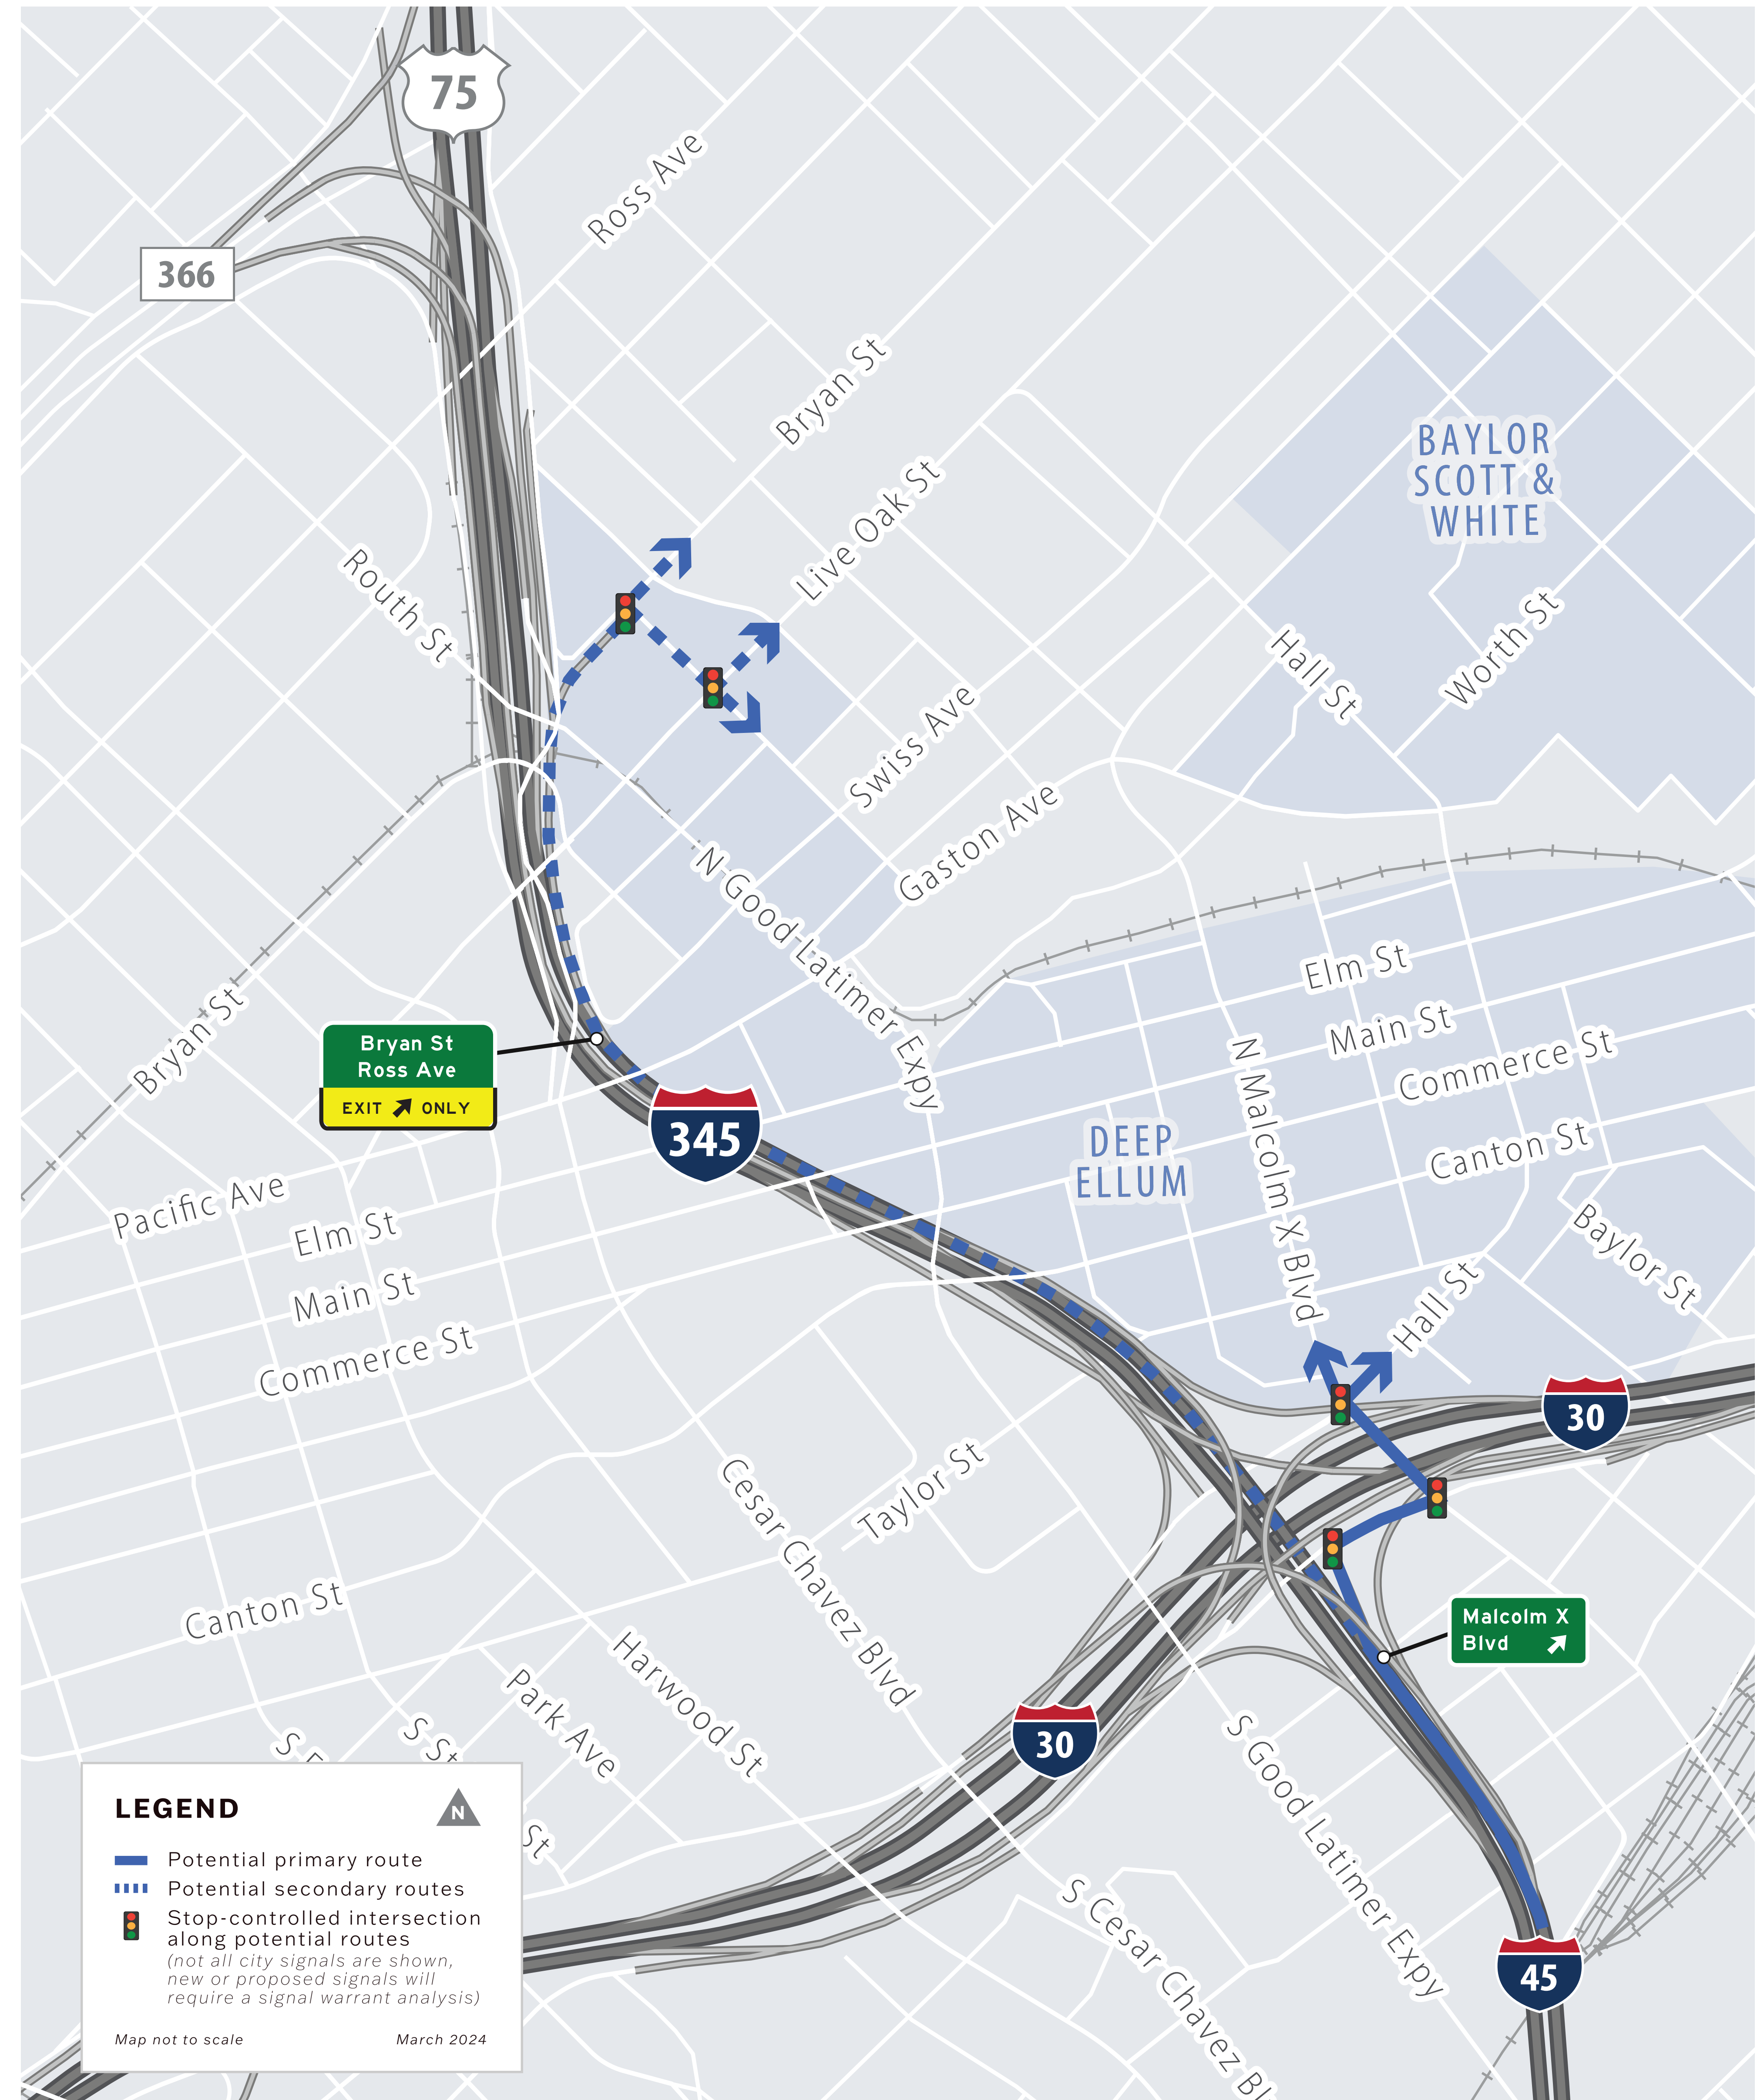 75
366
Ross Ave
Bryan St
Live Oak St
BAYLOR
SCOTT &
WHITE
Routh St
Hall St
Worth St
Swiss Ave
Gaston Ave
N Good Latimer Expy
Elm St
Main St
Commerce St
Canton St
Baylor St
N Malcolm X Blvd
Hall St
DEEP
ELLUM
Bryan St
Bryan St
Ross Ave
EXIT ONLY
345
Pacific Ave
Elm St
Main St
Commerce St
30
Taylor St
Cesar Chavez Blvd
Canton St
Harwood St
Park Ave
Malcolm X
Blvd
30
S Good Latimer Expy
S Cesar Chavez Bl
45
S St
S
St
LEGEND
N
Potential primary route
Potential secondary routes
Stop-controlled intersection
along potential routes
(not all city signals are shown,
new or proposed signals will
require a signal warrant analysis)
Map not to scale
March 2024